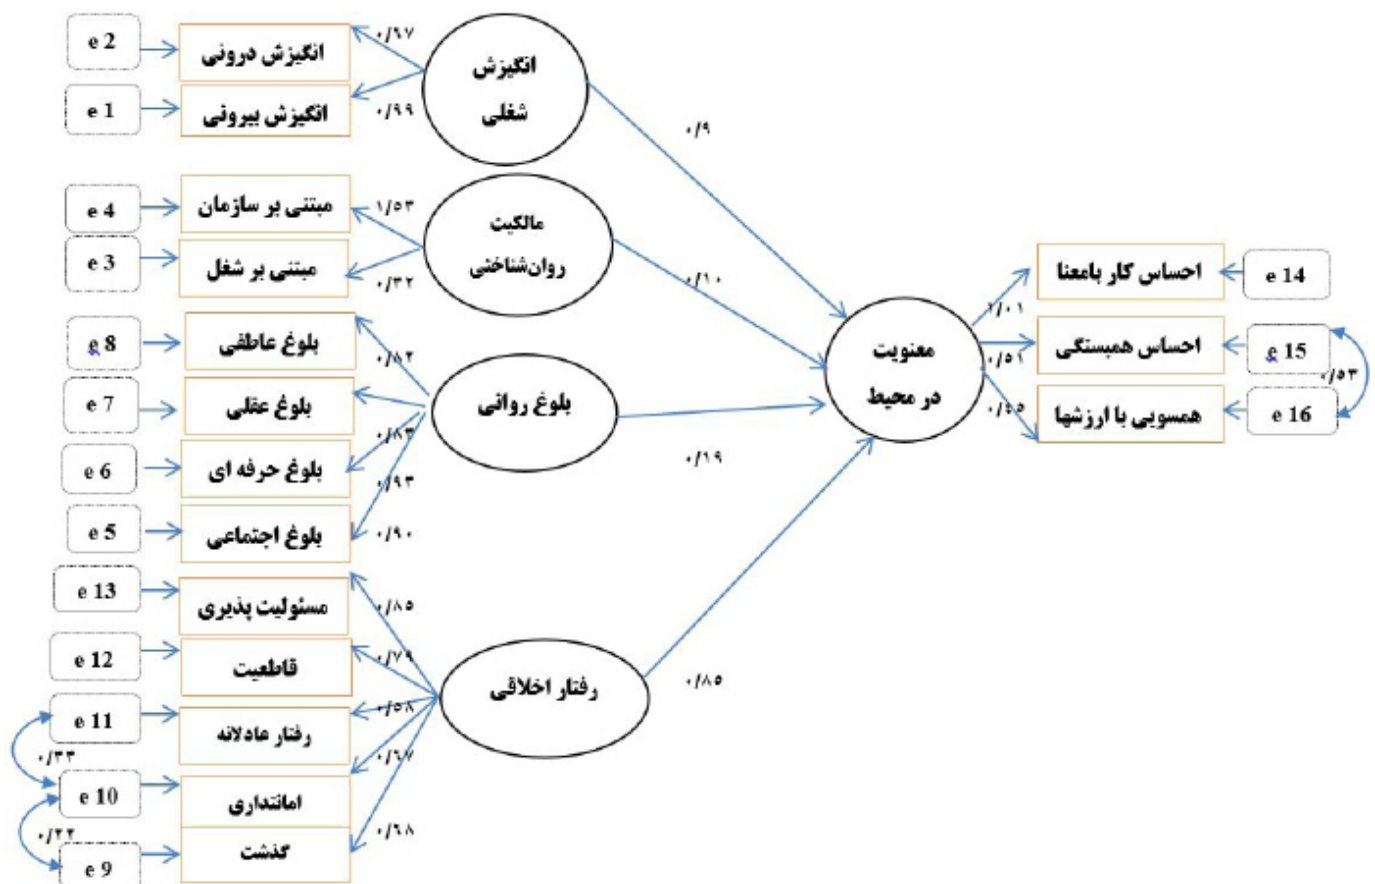 e 2
انگیزش درونی
۰/۶۷
e 1
انگیزش بیرونی
۰/۹۹
انگیزش
شغلی
۰/۹
e 4
مبتنی بر سازمان
۱/۵۳
e 3
مبتنی بر شغل
۰/۳۲
مالکیت
روان‌شناختی
۰/۱۰
e 8
بلوغ عاطفی
۰/۸۲
e 7
بلوغ عقلی
۰/۸۳
e 6
بلوغ حرفه ای
۰/۹۳
e 5
بلوغ اجتماعی
۰/۹۰
بلوغ روانی
۰/۱۹
e 13
مسئولیت پذیری
۰/۸۵
e 12
قاطعیت
۰/۷۹
e 11
رفتار عادلانه
۰/۵۸
e 10
امانتداری
۰/۶۷
e 9
گذشت
۰/۶۸
۰/۳۳
۰/۲۲
رفتار اخلاقی
۰/۸۵
معنویت
در محیط
۱/۰۱
احساس کار بامعنا
e 14
۰/۵۱
احساس همبستگی
e 15
۰/۴۵
همسویی با ارزشها
e 16
۰/۵۳